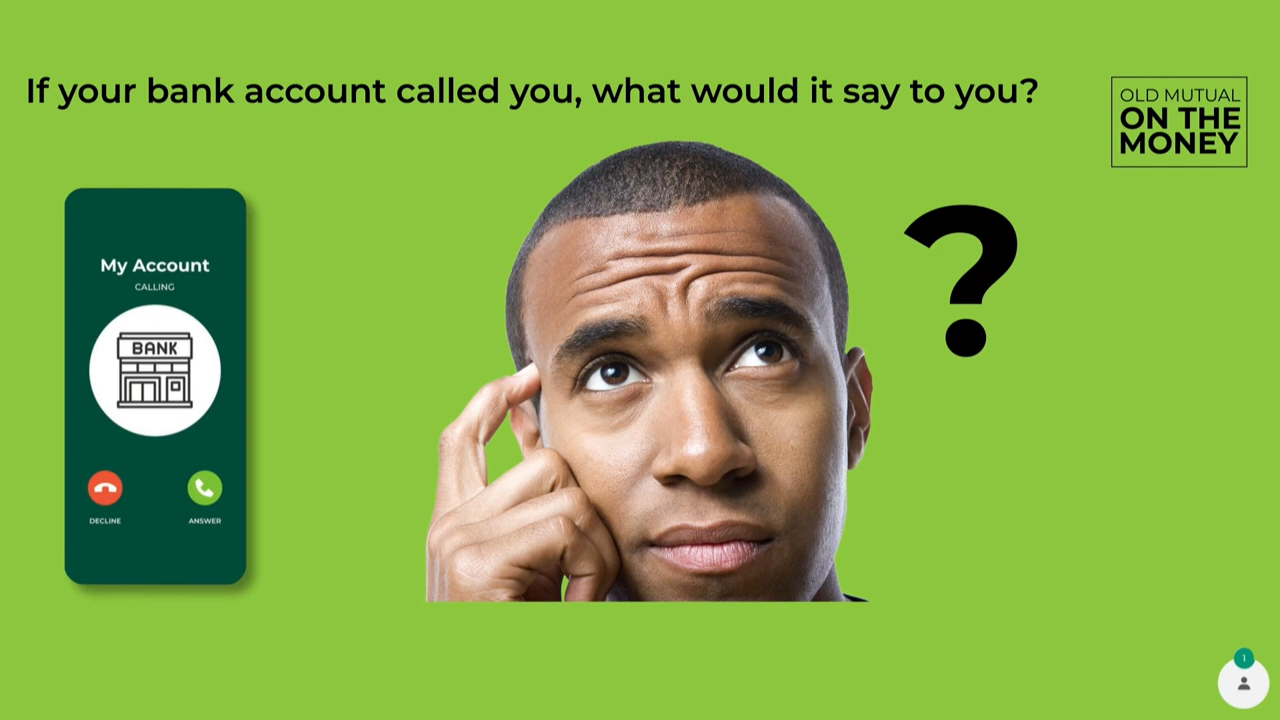 If your bank account called you, what would it say to you?
OLD MUTUAL
ON THE
MONEY
My Account
CALLING
BANK
DECLINE
ANSWER
?
1